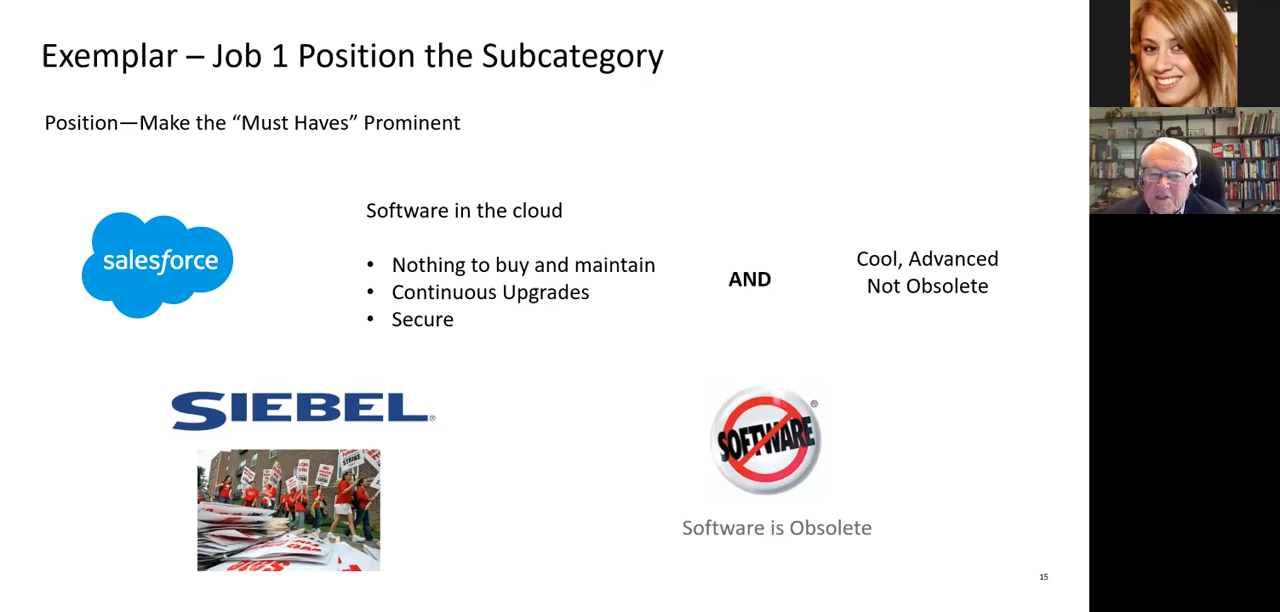 Exemplar – Job 1 Position the Subcategory
Position—Make the “Must Haves” Prominent
salesforce
Software in the cloud
• Nothing to buy and maintain
• Continuous Upgrades
• Secure
AND
Cool, Advanced
Not Obsolete
SIEBEL®
SOFTWARE
®
STRIKE
Software is Obsolete
15